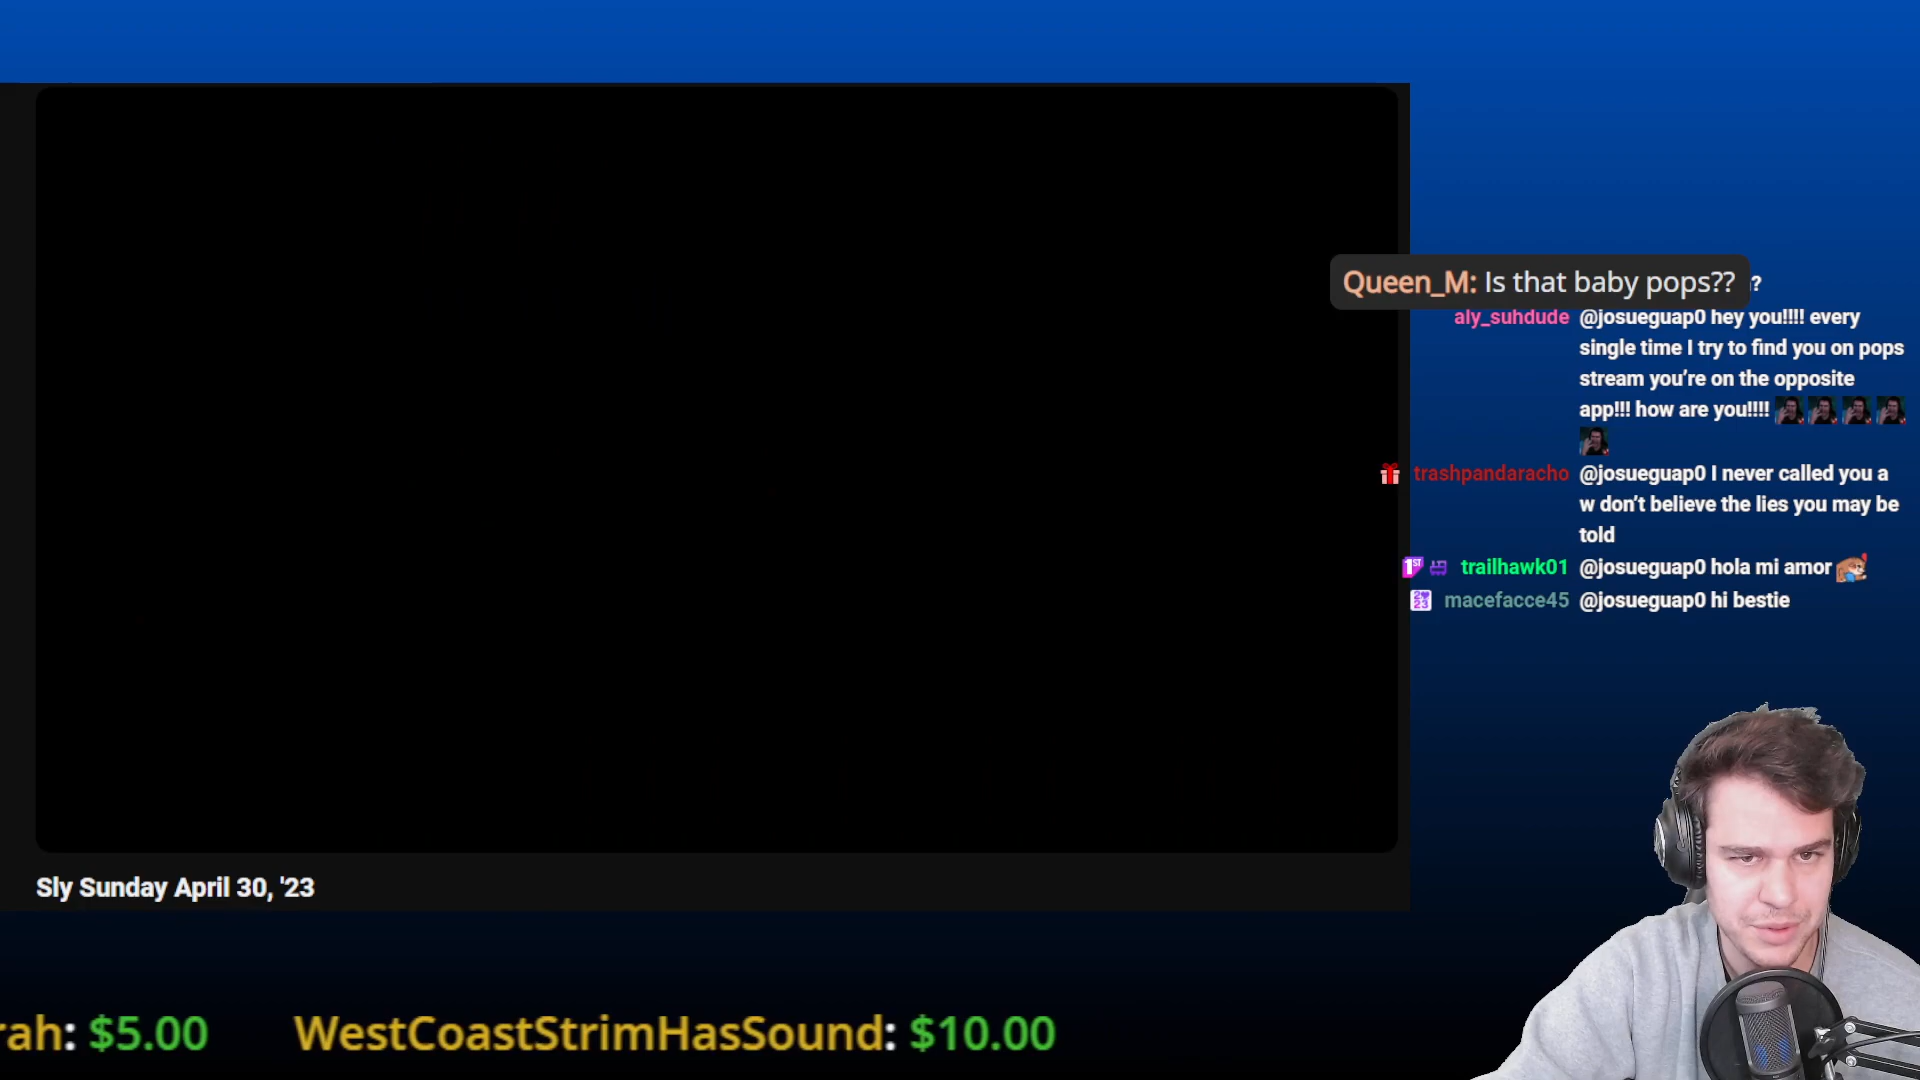 Queen_M: Is that baby pops??
?
aly_suhdude @josueguap0 hey you!!!! every
single time I try to find you on pops
stream you’re on the opposite
app!!! how are you!!!!
trashpandaracho @josueguap0 I never called you a
w don’t believe the lies you may be
told
1ST trailhawk01 @josueguap0 hola mi amor
macefacce45 @josueguap0 hi bestie
Sly Sunday April 30, '23
rah: $5.00 WestCoastStrimHasSound: $10.00